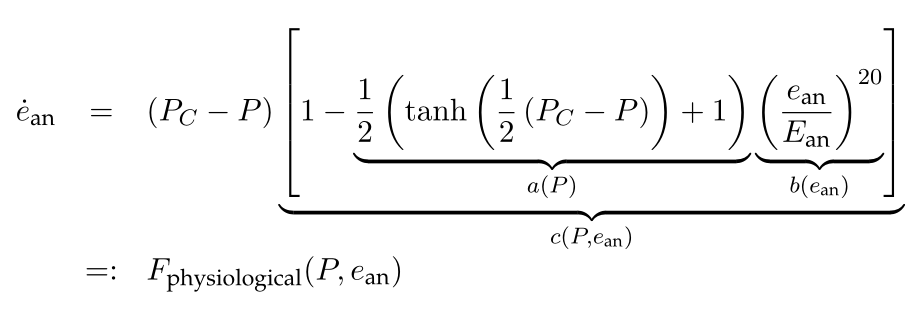 ė_an = (P_C − P) [1 − 1/2 (tanh (1/2 (P_C − P)) + 1) (e_an/E_an)^20]
a(P) b(e_an)
c(P,e_an)
=: F_physiological(P, e_an)